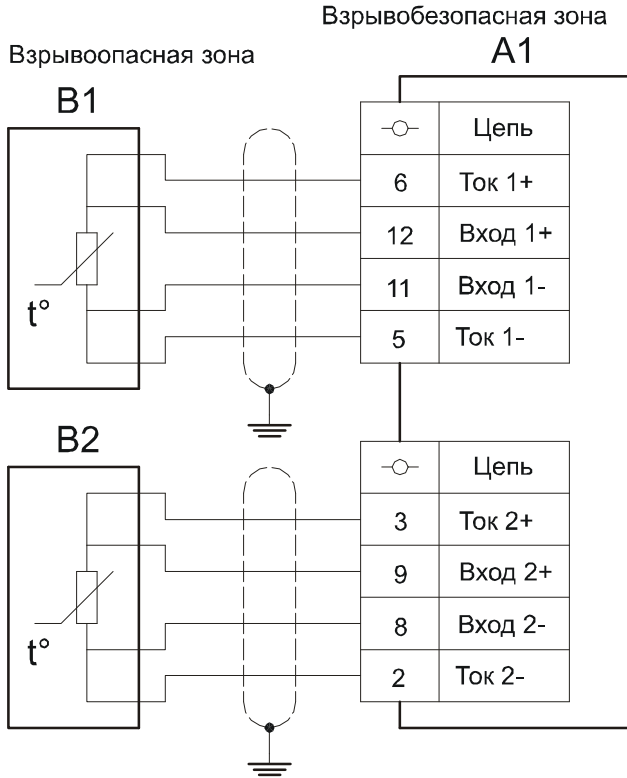 Взрывобезопасная зона
Взрывоопасная зона
A1
B1
Цепь
6 Ток 1+
12 Вход 1+
11 Вход 1-
5 Ток 1-
t°
B2
Цепь
3 Ток 2+
9 Вход 2+
8 Вход 2-
2 Ток 2-
t°